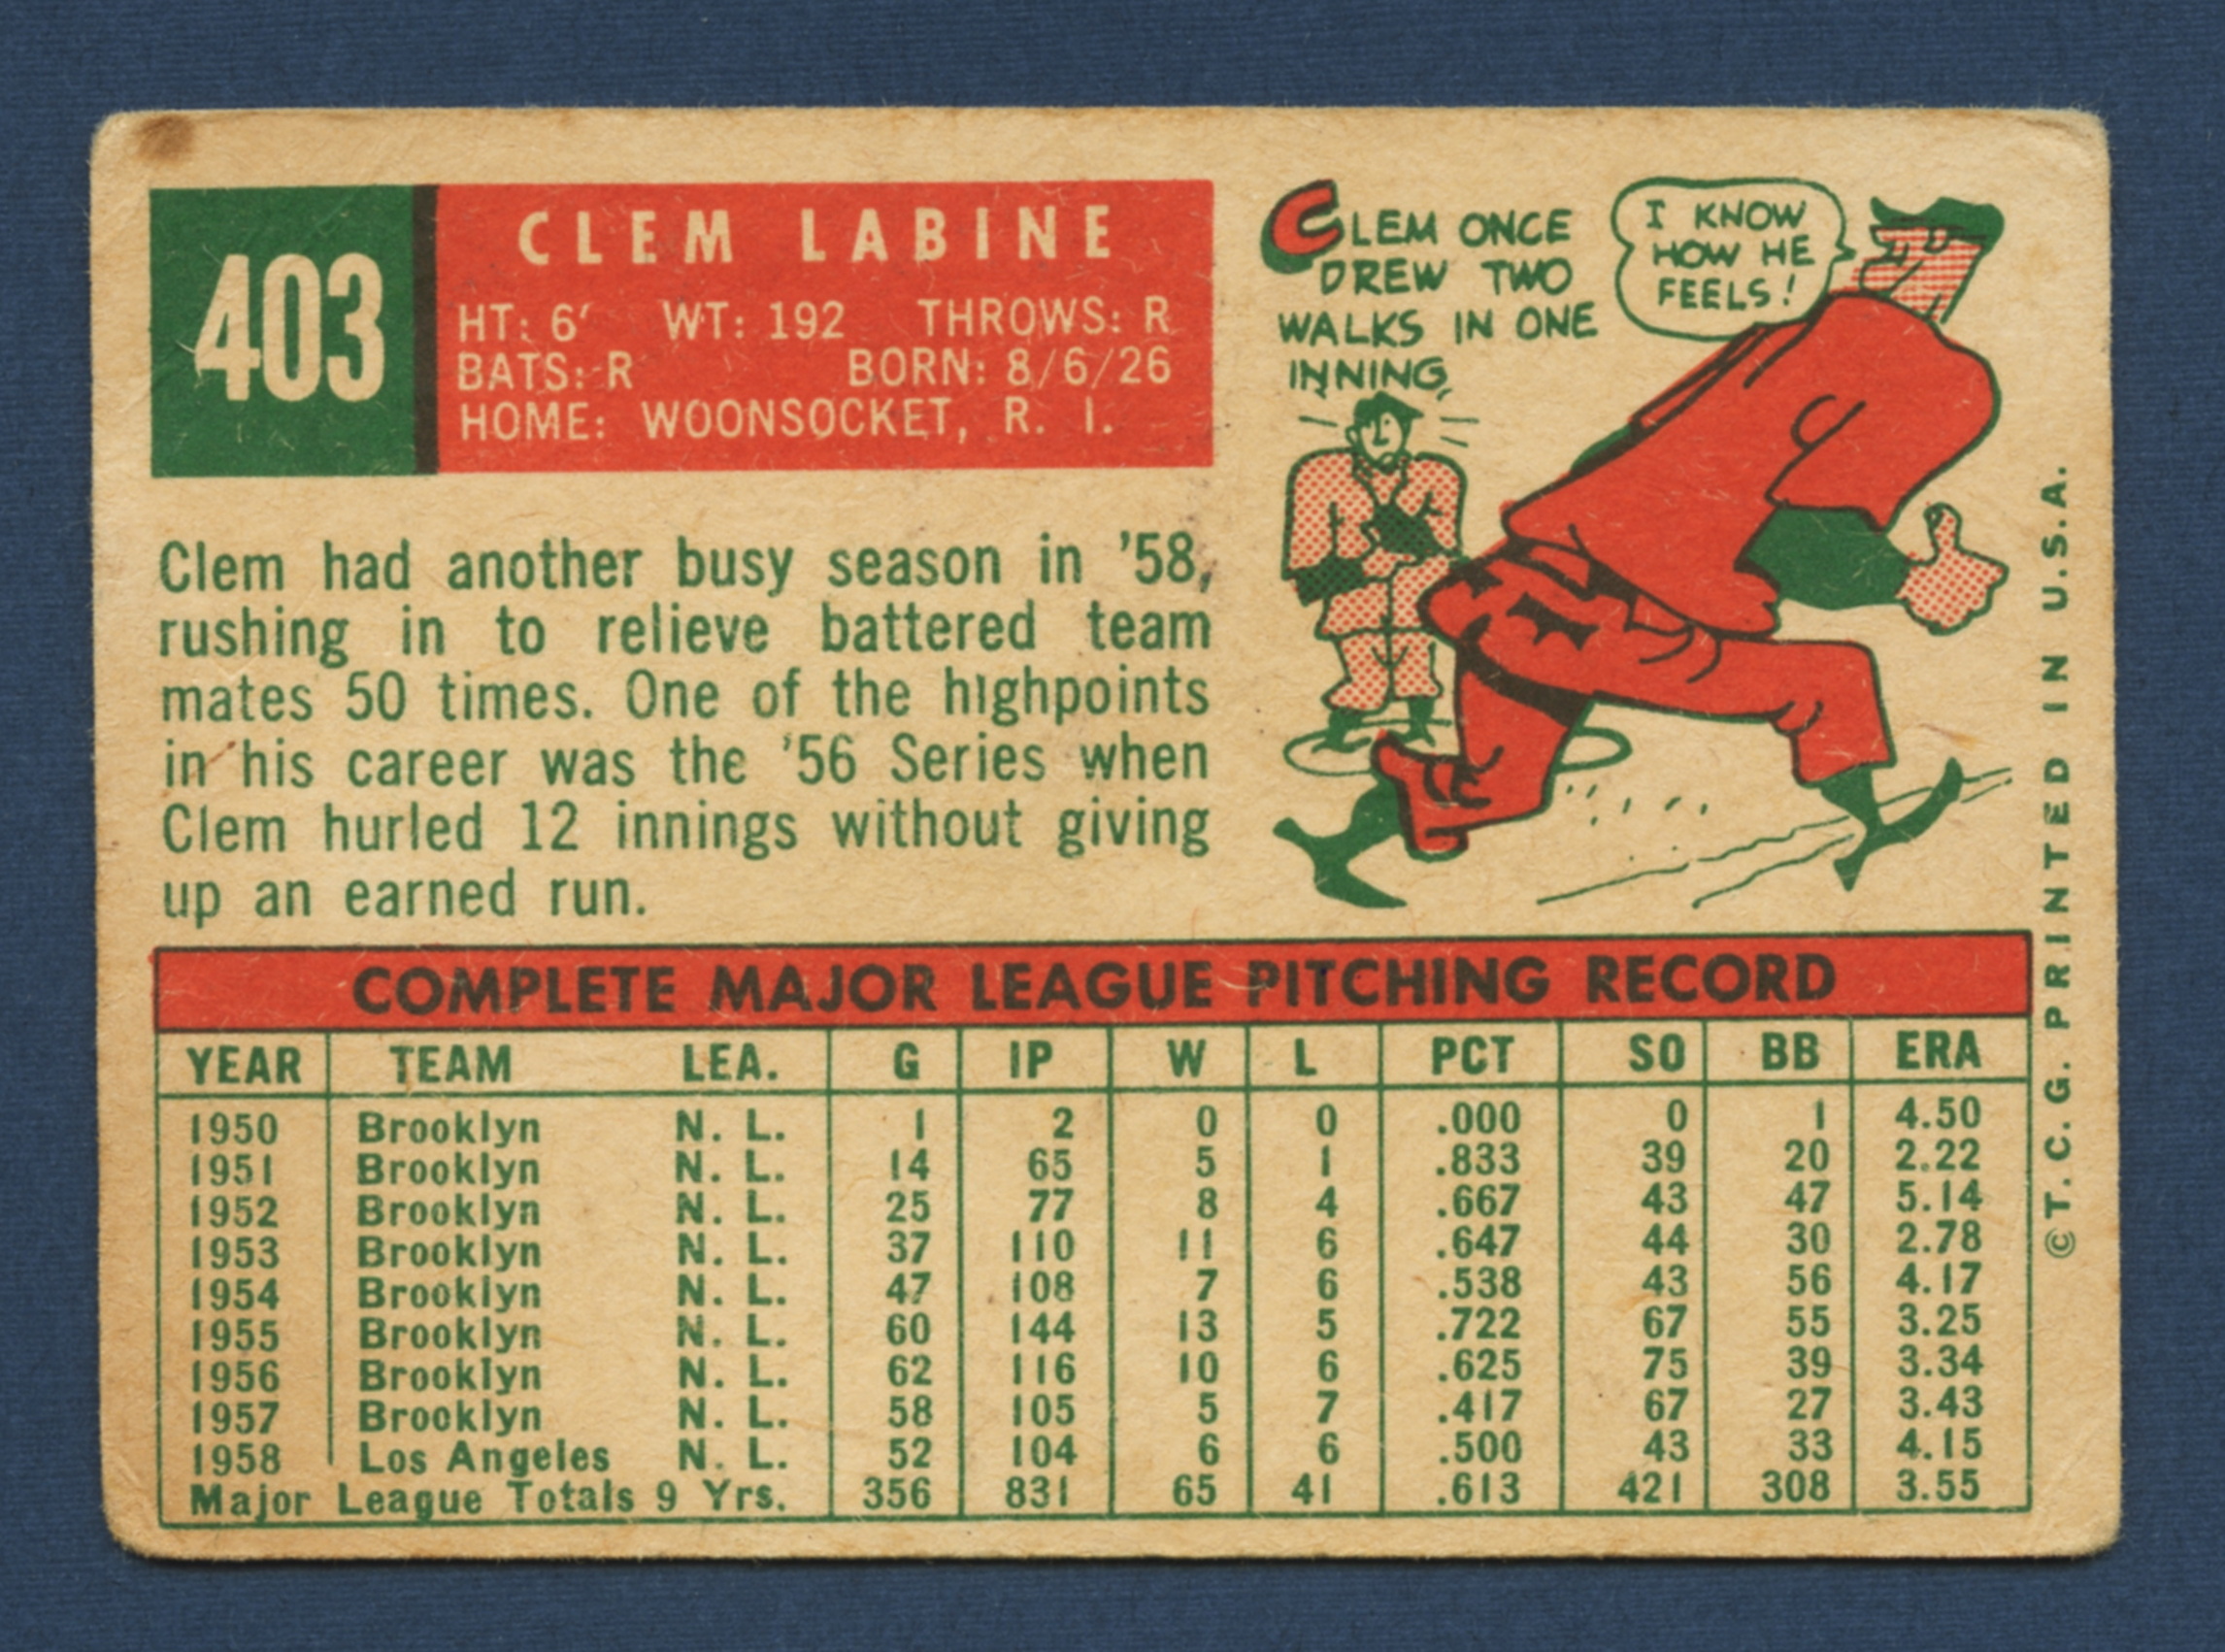 403
CLEM LABINE
HT: 6' WT: 192 THROWS: R
BATS: R BORN: 8/6/26
HOME: WOONSOCKET, R. I.
CLEM ONCE
DREW TWO
WALKS IN ONE
INNING
I KNOW
HOW HE
FEELS!
Clem had another busy season in '58,
rushing in to relieve battered team
mates 50 times. One of the highpoints
in his career was the '56 Series when
Clem hurled 12 innings without giving
up an earned run.
COMPLETE MAJOR LEAGUE PITCHING RECORD
YEAR TEAM LEA. G IP W L PCT SO BB ERA
1950 Brooklyn N. L. 1 2 0 0 .000 0 1 4.50
1951 Brooklyn N. L. 14 65 5 1 .833 39 20 2.22
1952 Brooklyn N. L. 25 77 8 4 .667 43 47 5.14
1953 Brooklyn N. L. 37 110 11 6 .647 44 30 2.78
1954 Brooklyn N. L. 47 108 7 6 .538 43 56 4.17
1955 Brooklyn N. L. 60 144 13 5 .722 67 55 3.25
1956 Brooklyn N. L. 62 116 10 6 .625 75 39 3.34
1957 Brooklyn N. L. 58 105 5 7 .417 67 27 3.43
1958 Los Angeles N. L. 52 104 6 6 .500 43 33 4.15
Major League Totals 9 Yrs. 356 831 65 41 .613 421 308 3.55
©T. C. G. PRINTED IN U.S.A.